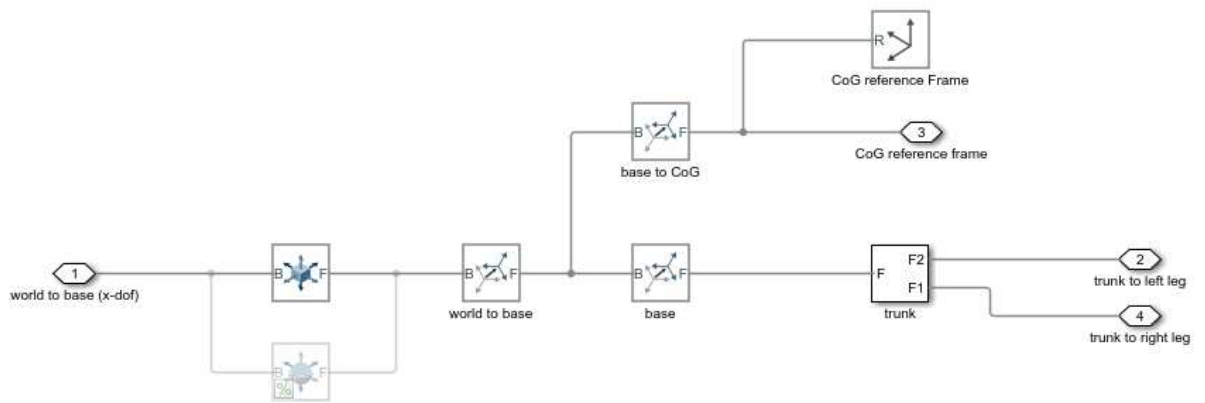 R
CoG reference Frame
B F
3
base to CoG
CoG reference frame
1
B F
B F
B F
F F2
F1
2
world to base (x-dof)
world to base
base
trunk
trunk to left leg
4
trunk to right leg
B F
%